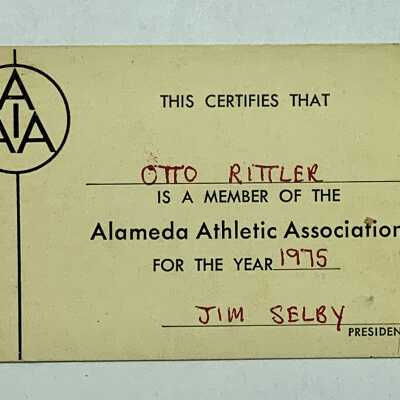 A
A I A
THIS CERTIFIES THAT
OTTO RITTLER
IS A MEMBER OF THE
Alameda Athletic Association
FOR THE YEAR 1975
JIM SELBY
PRESIDEN